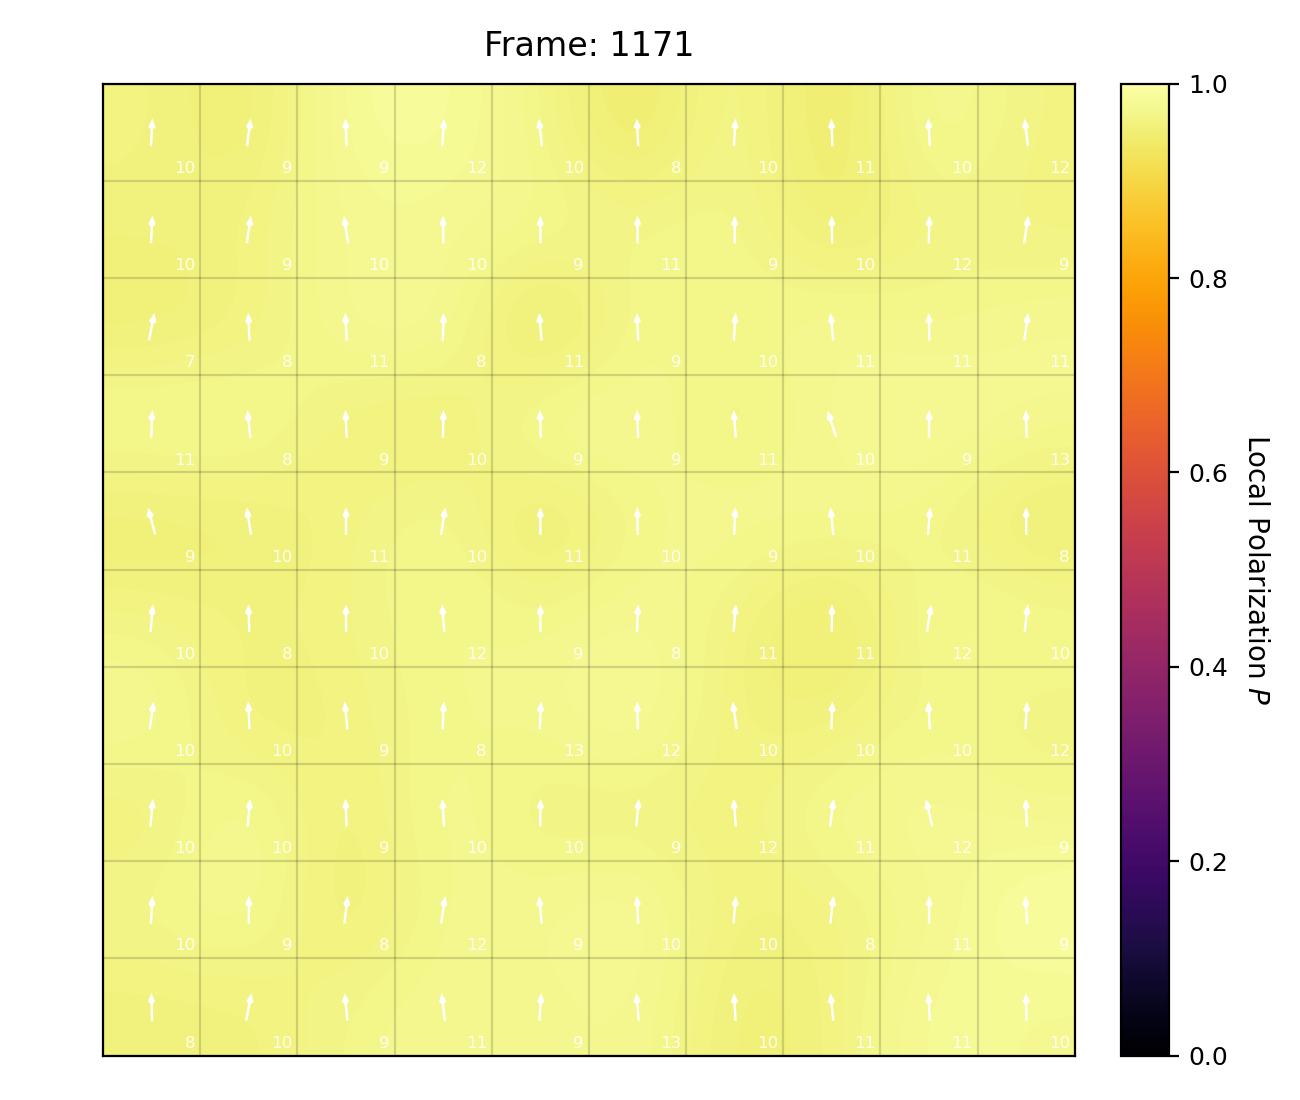 Frame: 1171
10 9 9 12 10 8 10 11 10 12
10 9 10 10 9 11 9 10 12 9
7 8 11 8 11 9 10 11 11 11
11 8 9 10 9 9 11 10 9 13
9 10 11 10 11 10 9 10 11 8
10 8 10 12 9 8 11 11 12 10
10 10 9 8 13 12 10 10 10 12
10 10 9 10 10 9 12 11 12 9
10 9 8 12 9 10 10 8 11 9
8 10 9 11 9 13 10 11 11 10
1.0
0.8
0.6
0.4
0.2
0.0
Local Polarization P